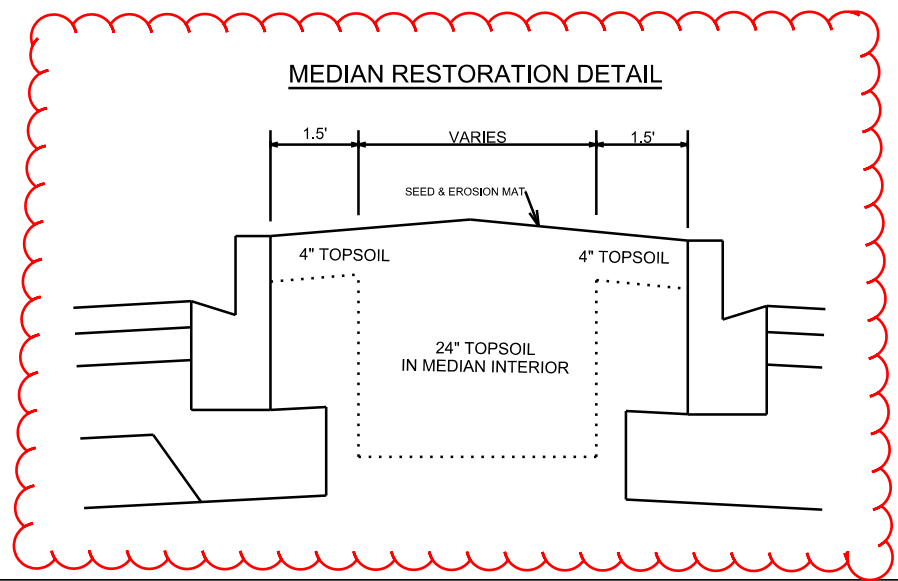 MEDIAN RESTORATION DETAIL
1.5'
VARIES
1.5'
SEED & EROSION MAT
4" TOPSOIL
4" TOPSOIL
24" TOPSOIL
IN MEDIAN INTERIOR